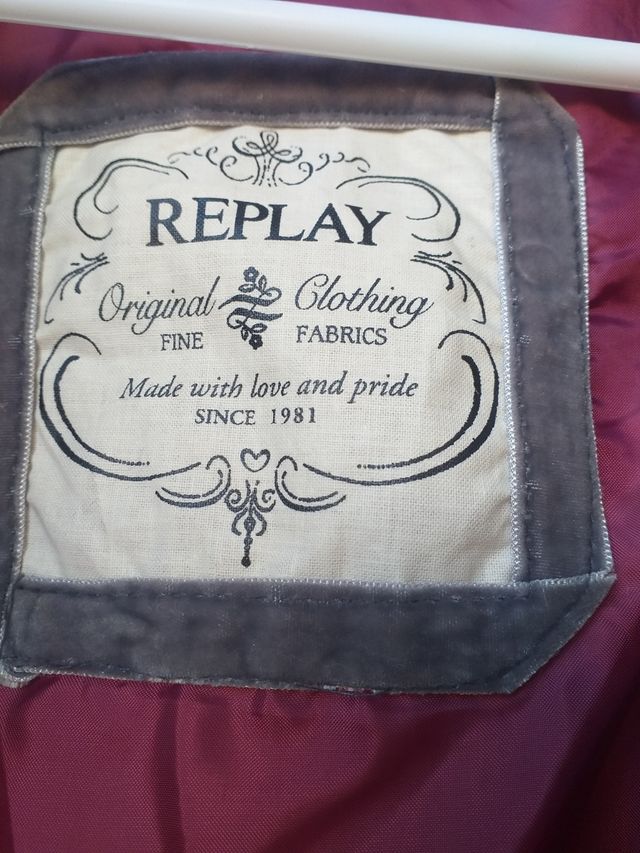 REPLAY
Original Clothing
FINE FABRICS
Made with love and pride
SINCE 1981